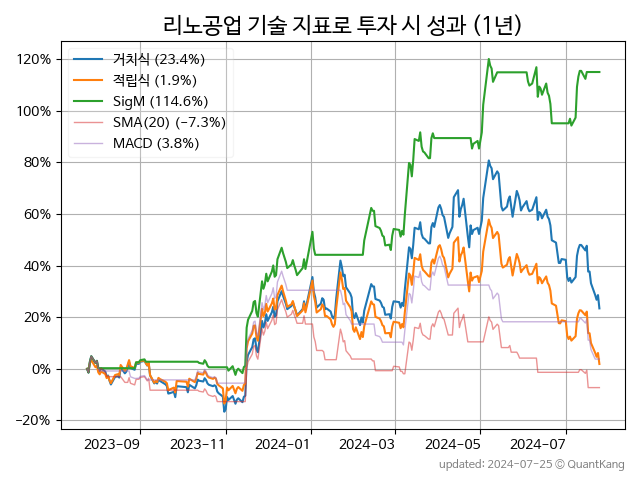 리노공업 기술 지표로 투자 시 성과 (1년)
거치식 (23.4%)
적립식 (1.9%)
SigM (114.6%)
SMA(20) (−7.3%)
MACD (3.8%)
120%
100%
80%
60%
40%
20%
0%
−20%
2023-09 2023-11 2024-01 2024-03 2024-05 2024-07
updated: 2024-07-25 © QuantKang